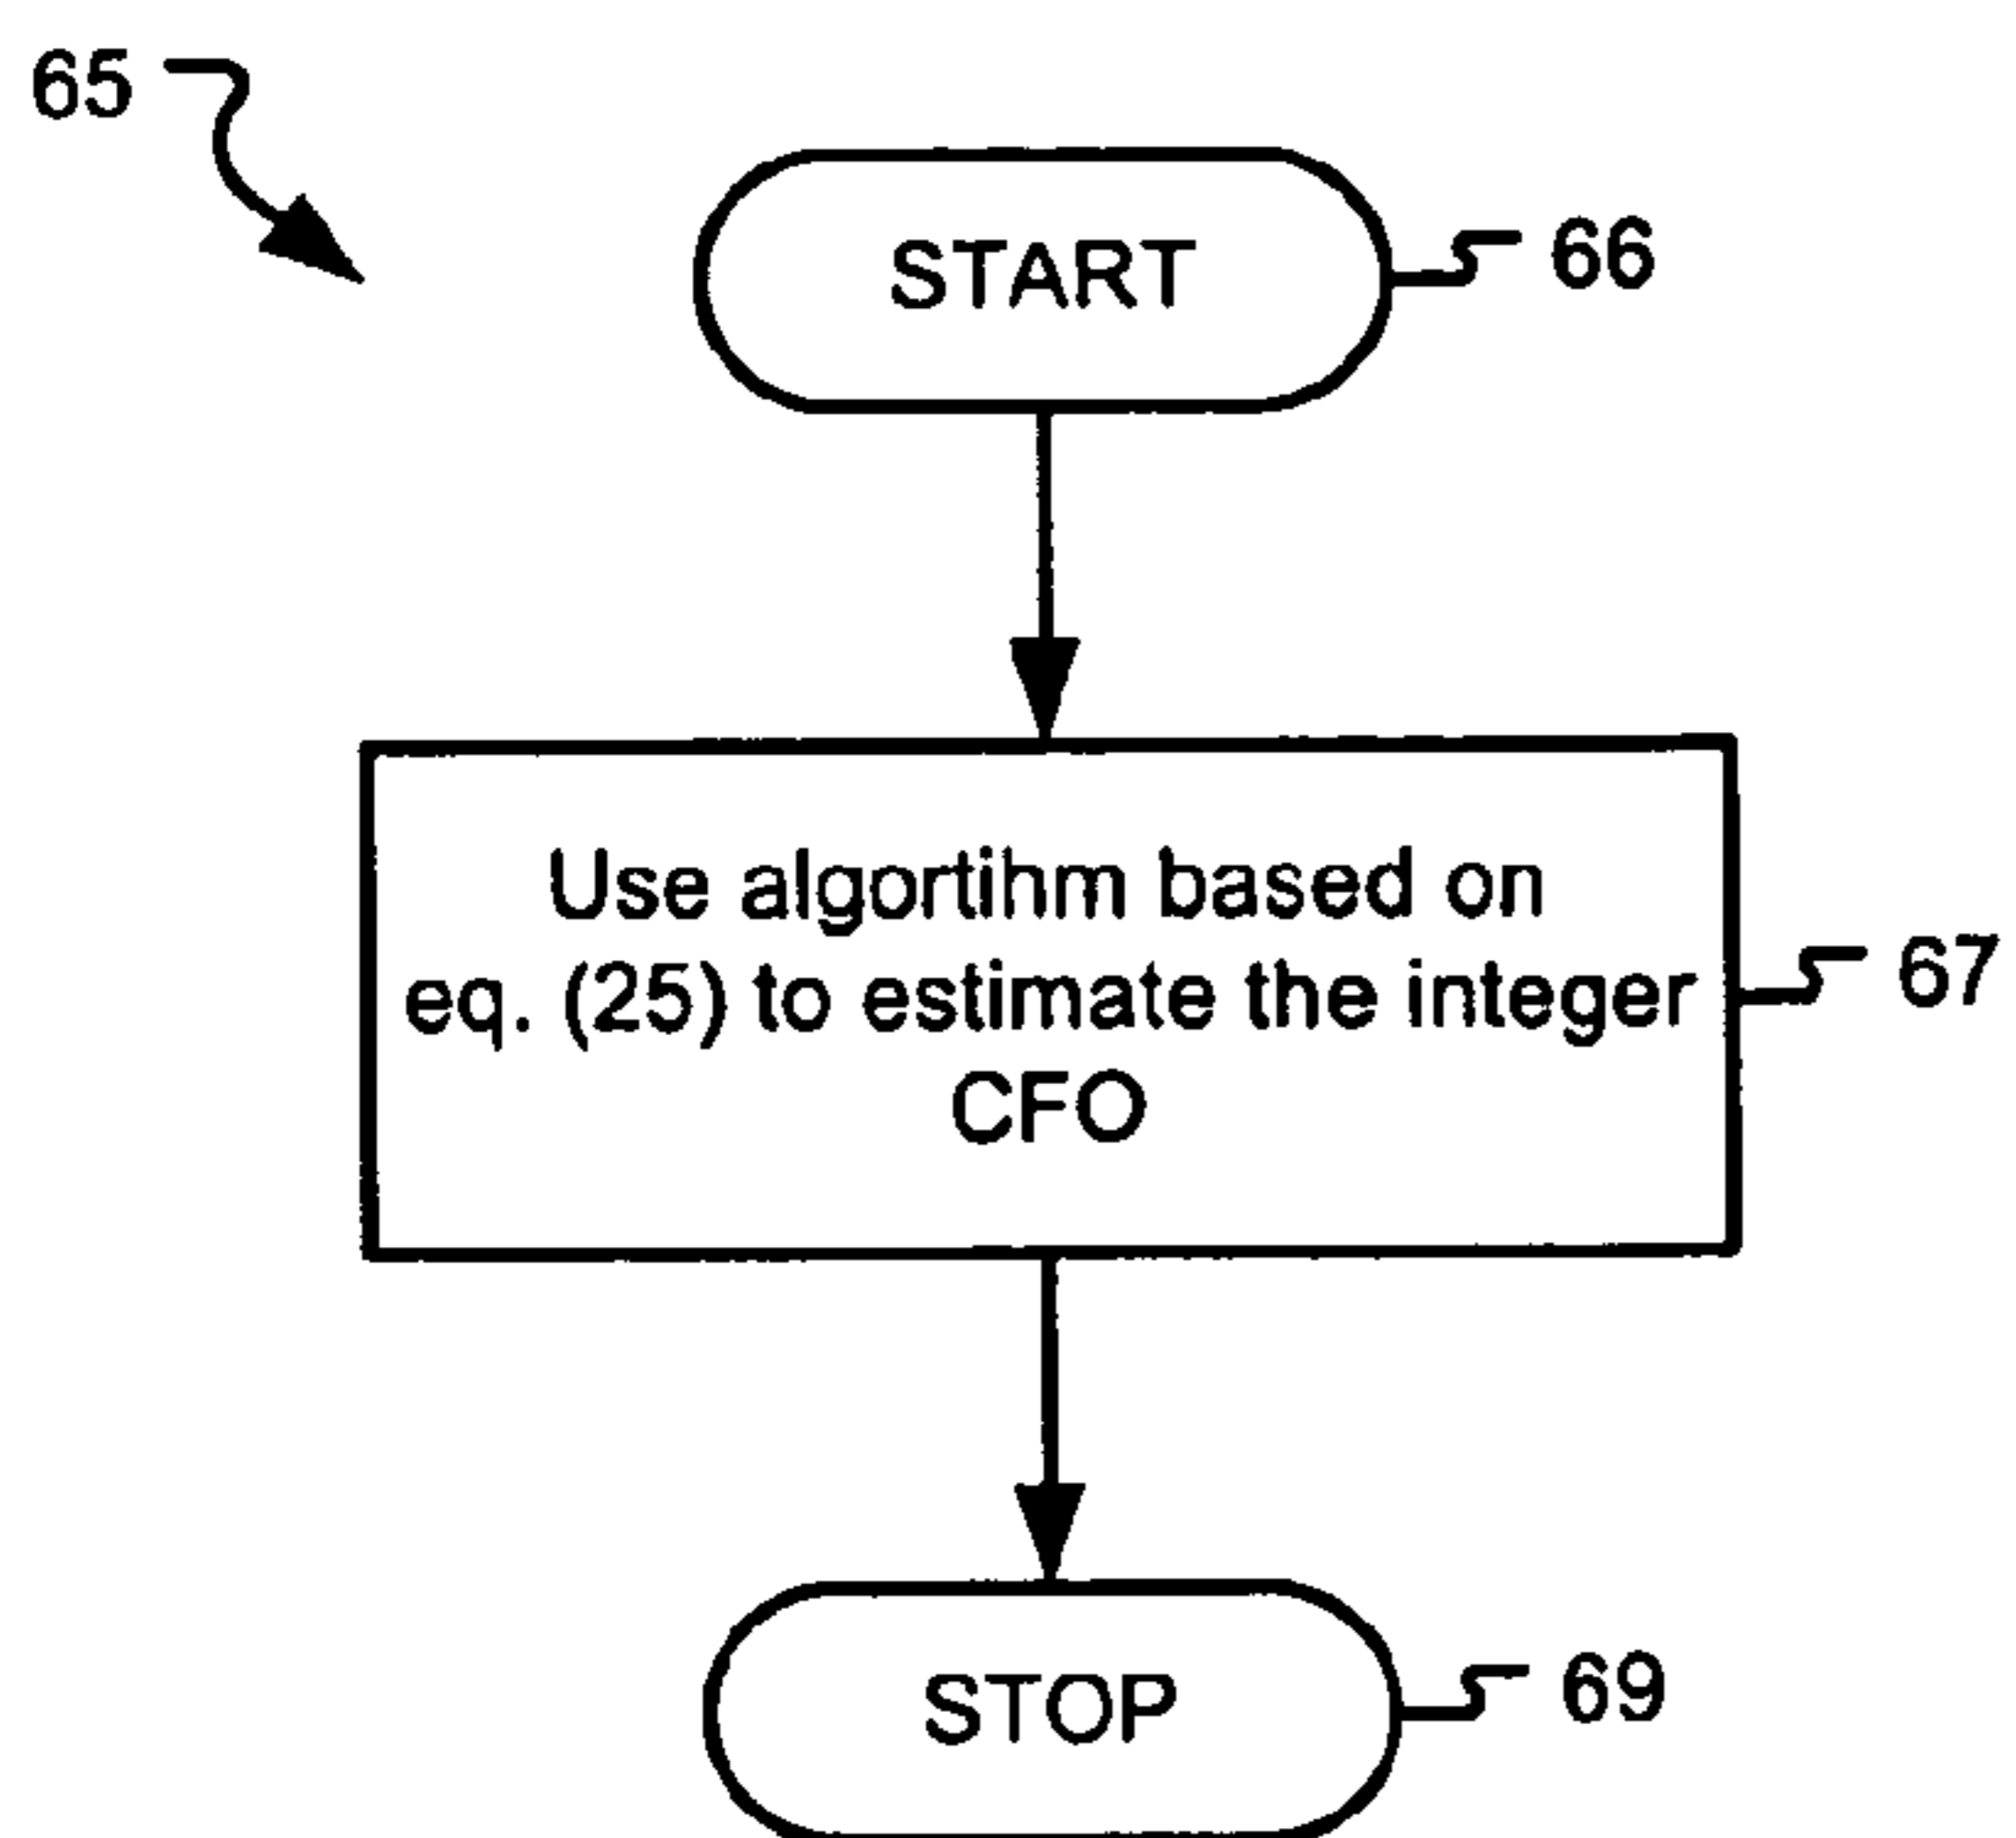 65
START
66
Use algortihm based on
eq. (25) to estimate the integer
CFO
67
STOP
69